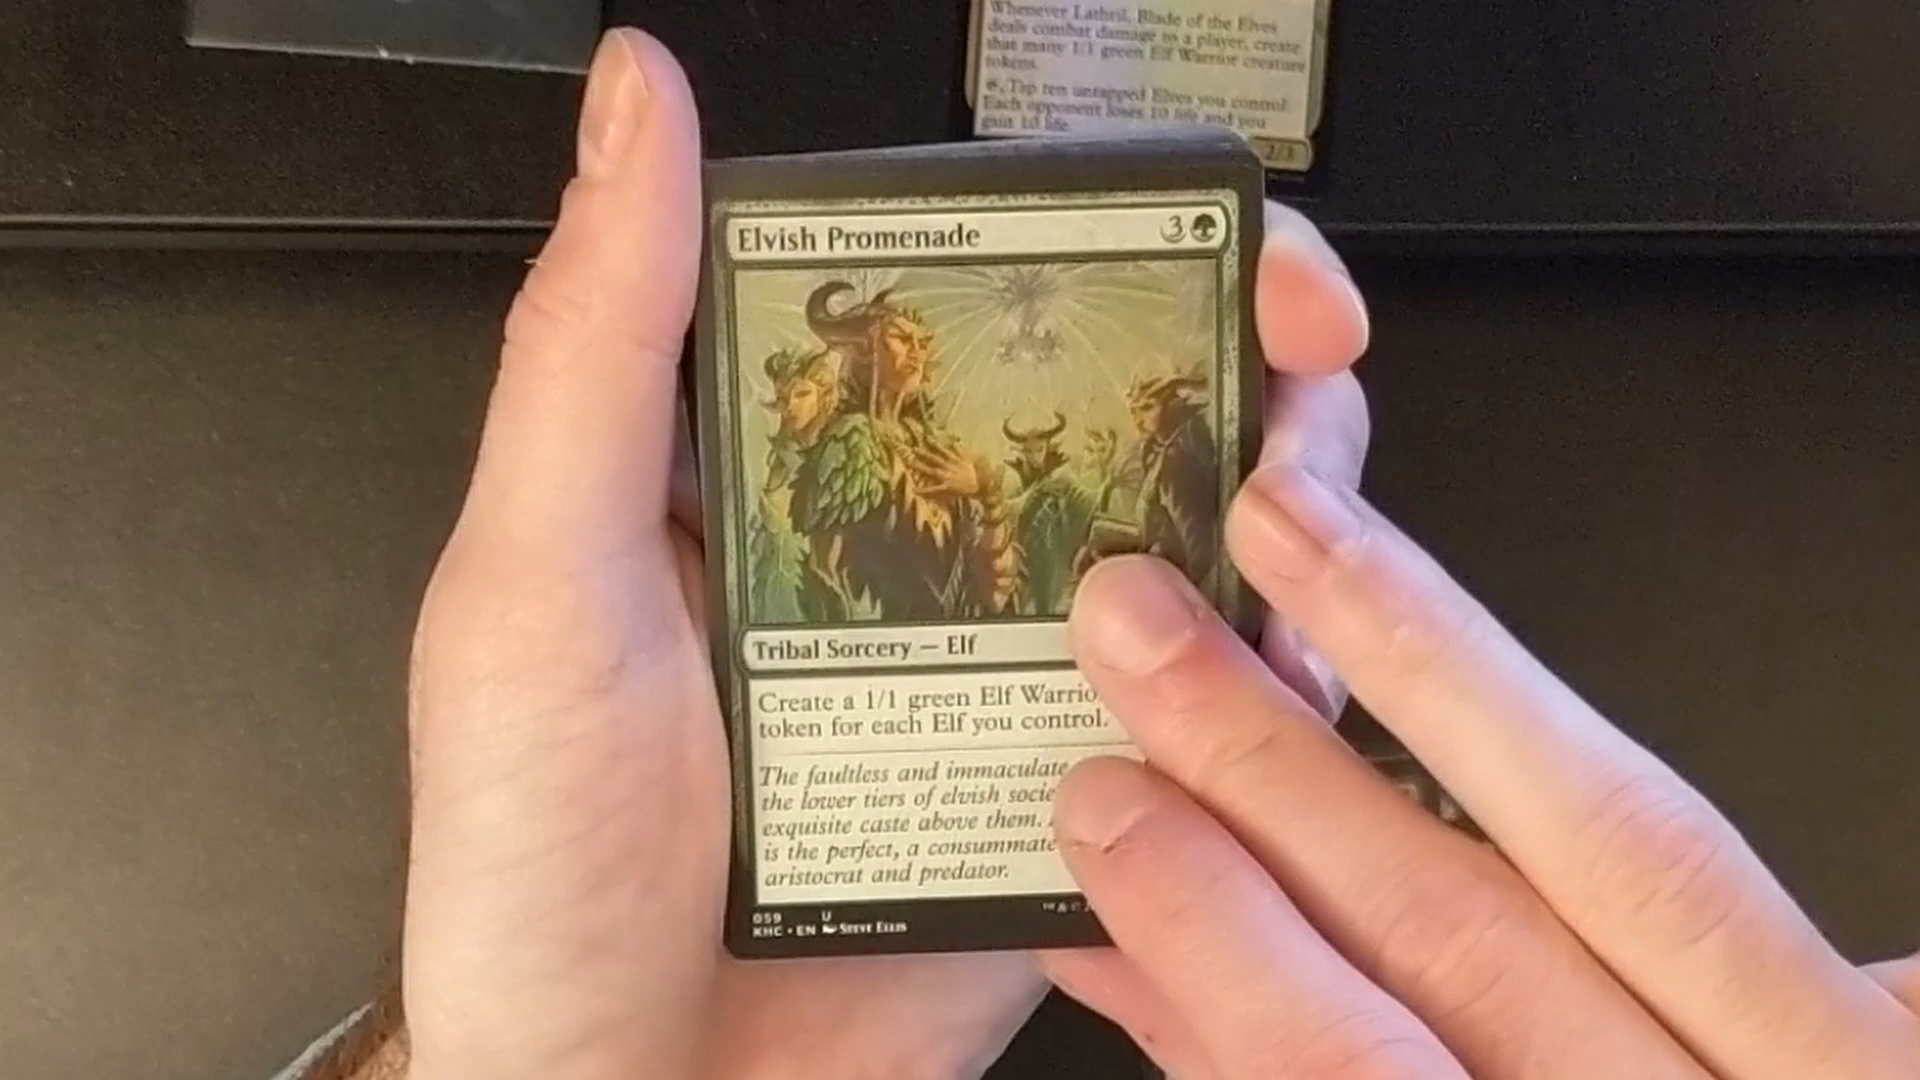 Whenever Lathril, Blade of the Elves
deals combat damage to a player, create
that many 1/1 green Elf Warrior creature
tokens.
, Tap ten untapped Elves you control:
Each opponent loses 10 life and you
gain 10 life.
2/3
Elvish Promenade
3
Tribal Sorcery — Elf
Create a 1/1 green Elf Warrio
token for each Elf you control.
The faultless and immaculate
the lower tiers of elvish socie
exquisite caste above them.
is the perfect, a consummate
aristocrat and predator.
059 U
KHC • EN Steve Ellis
™ & ©